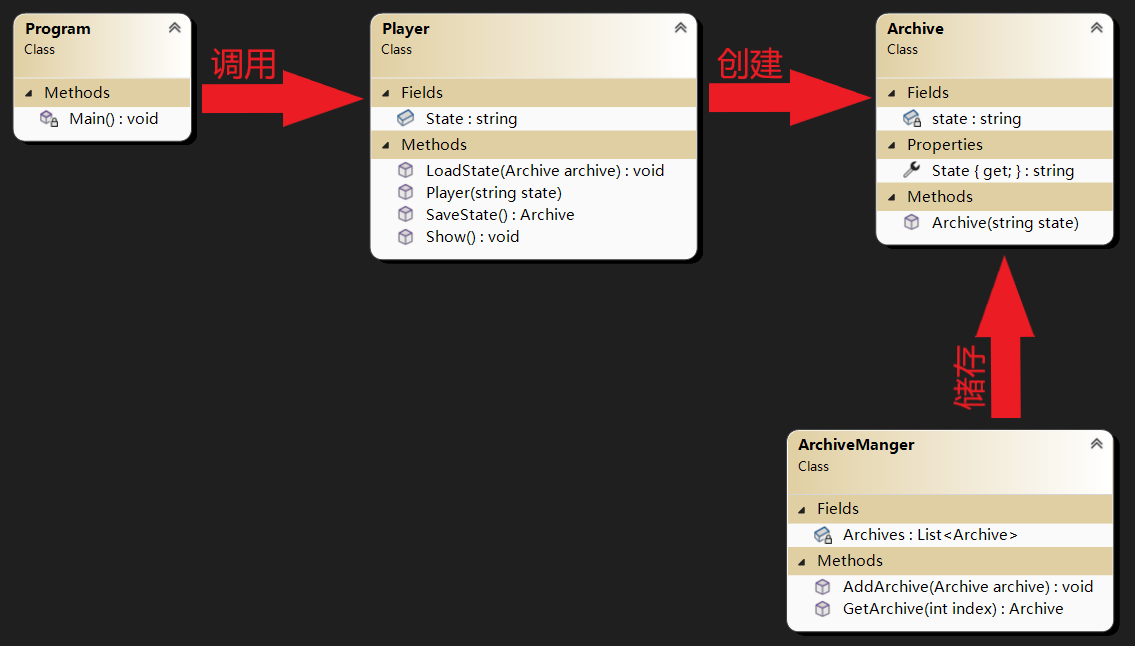 Program
Class
Methods
Main() : void
调用
Player
Class
Fields
State : string
Methods
LoadState(Archive archive) : void
Player(string state)
SaveState() : Archive
Show() : void
创建
Archive
Class
Fields
state : string
Properties
State { get; } : string
Methods
Archive(string state)
储存
ArchiveManger
Class
Fields
Archives : List<Archive>
Methods
AddArchive(Archive archive) : void
GetArchive(int index) : Archive